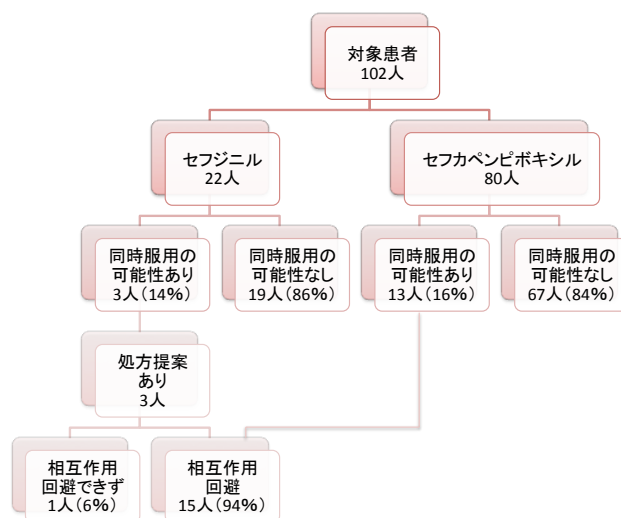 対象患者
102人
セフジニル
22人
セフカペンピボキシル
80人
同時服用の
可能性あり
3人(14%)
同時服用の
可能性なし
19人(86%)
同時服用の
可能性あり
13人(16%)
同時服用の
可能性なし
67人(84%)
処方提案
あり
3人
相互作用
回避できず
1人(6%)
相互作用
回避
15人(94%)